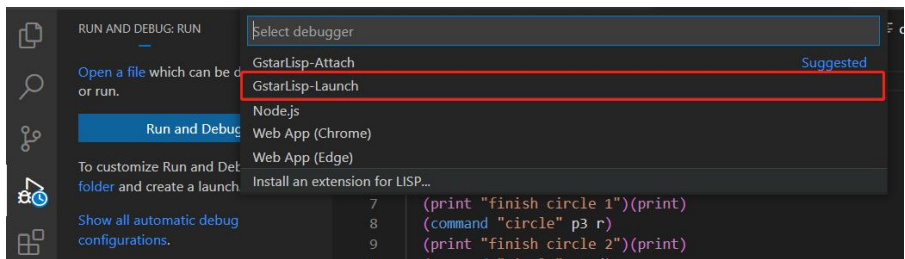 RUN AND DEBUG: RUN
Open a file which can be d
or run.
Run and Debug
To customize Run and Deb
folder and create a launch.
Show all automatic debug
configurations.
Select debugger
GstarLisp-Attach Suggested
GstarLisp-Launch
Node.js
Web App (Chrome)
Web App (Edge)
Install an extension for LISP...
7 (print "finish circle 1")(print)
8 (command "circle" p3 r)
9 (print "finish circle 2")(print)